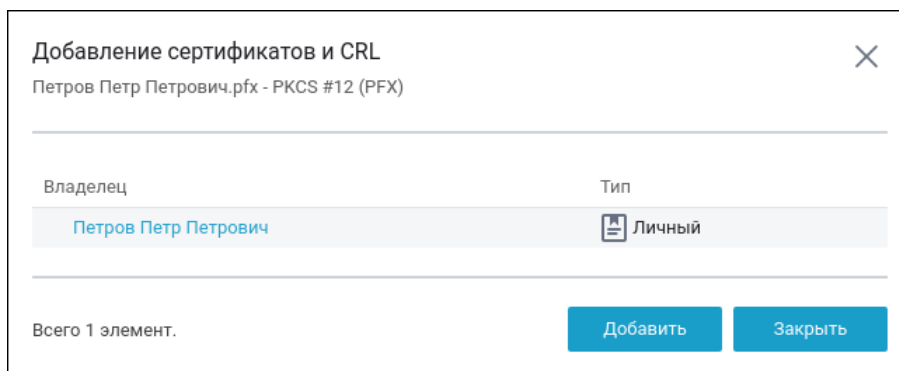 Добавление сертификатов и CRL
Петров Петр Петрович.pfx - PKCS #12 (PFX)
Владелец Тип
Петров Петр Петрович Личный
Всего 1 элемент. Добавить Закрыть